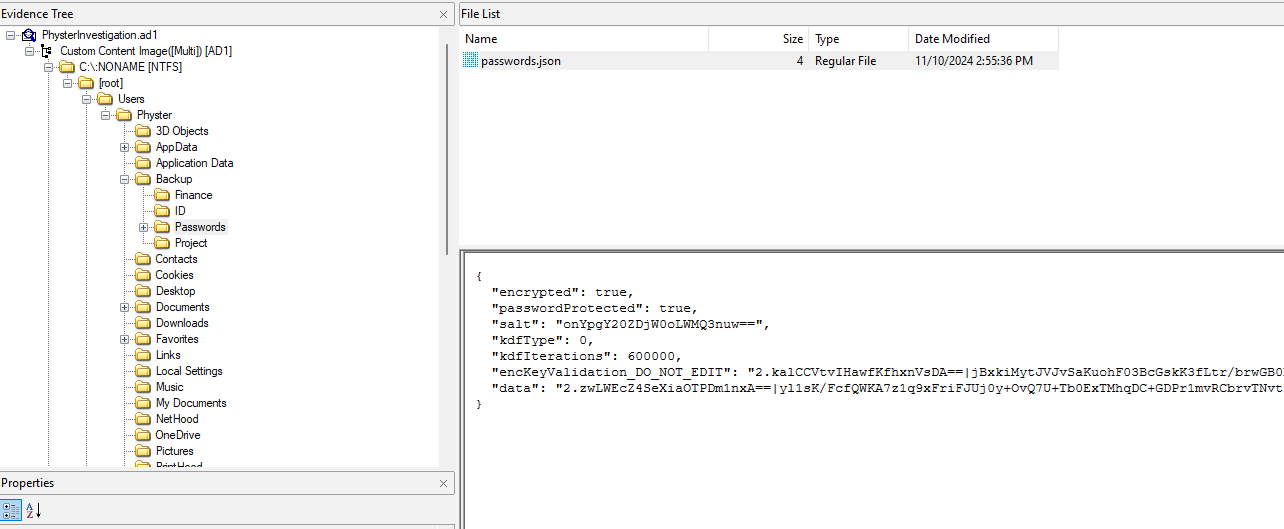 Evidence Tree
PhysterInvestigation.ad1
Custom Content Image([Multi]) [AD1]
C:\:NONAME [NTFS]
[root]
Users
Physter
3D Objects
AppData
Application Data
Backup
Finance
ID
Passwords
Project
Contacts
Cookies
Desktop
Documents
Downloads
Favorites
Links
Local Settings
Music
My Documents
NetHood
OneDrive
Pictures
PrintHood
Properties
File List
Name Size Type Date Modified
passwords.json 4 Regular File 11/10/2024 2:55:36 PM
{
"encrypted": true,
"passwordProtected": true,
"salt": "onYpgY20ZDjW0oLWMQ3nuw==",
"kdfType": 0,
"kdfIterations": 600000,
"encKeyValidation_DO_NOT_EDIT": "2.kalCCVtvIHawfKfhxnVsDA==|jBxkiMytJVJvSaKuohF03BcGskK3fLtr/brwGB0
"data": "2.zwLWEcZ4SeXiaOTPDm1nxA==|yl1sK/FcfQWKA7z1q9xFriFJUj0y+OvQ7U+Tb0ExTMhqDC+GDPr1mvRCbrvTNvt
}